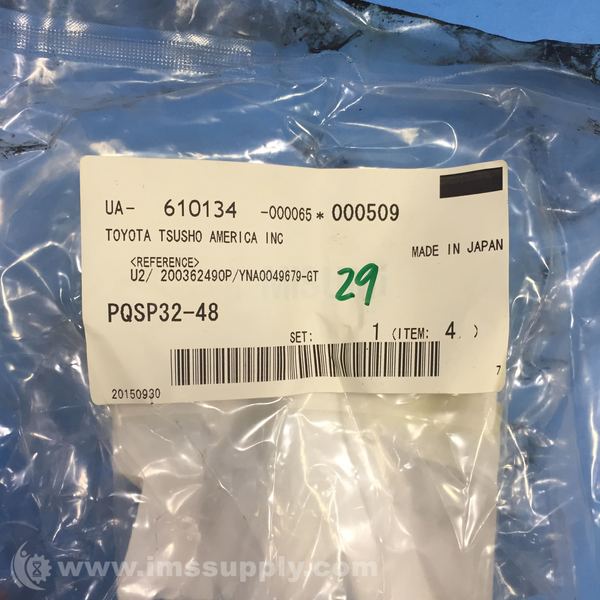 UA- 610134 -000065* 000509
TOYOTA TSUSHO AMERICA INC
MADE IN JAPAN
<REFERENCE>
U2/ 200362490P/YNA0049679-GT
29
PQSP32-48
SET: 1 (ITEM: 4 )
20150930
7
www.imssupply.com